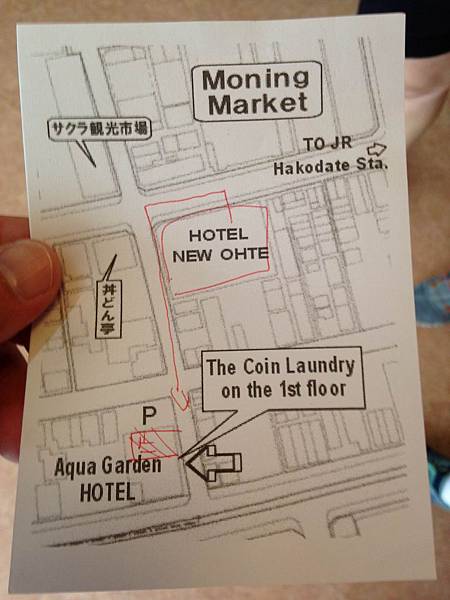 Moning
Market
サクラ観光市場
TO JR
Hakodate Sta.
HOTEL
NEW OHTE
丼どん亭
The Coin Laundry
on the 1st floor
P
Aqua Garden
HOTEL